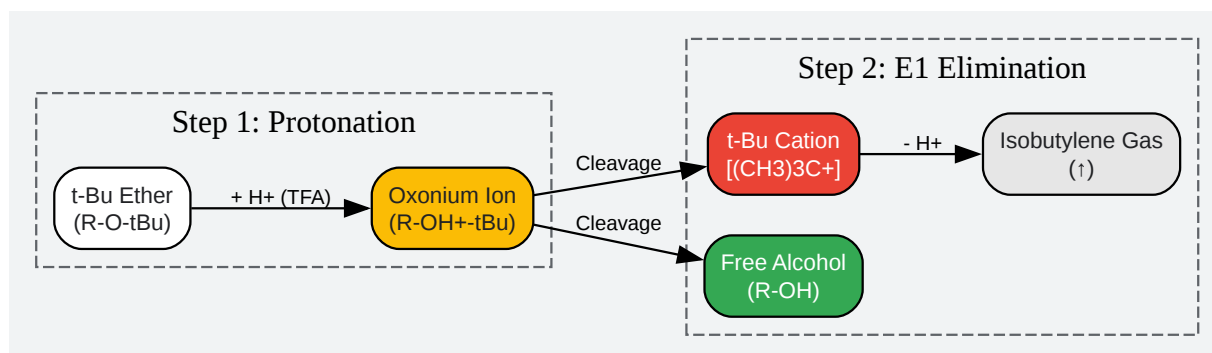 Step 1: Protonation
t-Bu Ether
(R-O-tBu)
+ H+ (TFA)
Oxonium Ion
(R-OH+-tBu)
Cleavage
Cleavage
Step 2: E1 Elimination
t-Bu Cation
[(CH3)3C+]
- H+
Isobutylene Gas
(↑)
Free Alcohol
(R-OH)